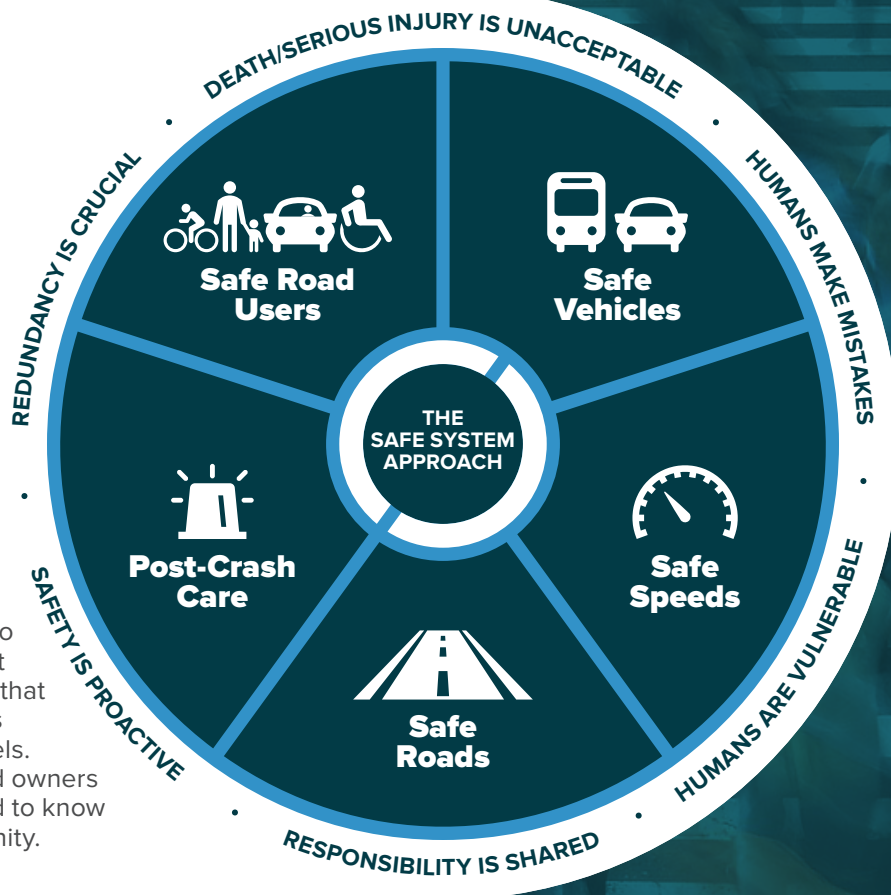 DEATH/SERIOUS INJURY IS UNACCEPTABLE
HUMANS MAKE MISTAKES
HUMANS ARE VULNERABLE
RESPONSIBILITY IS SHARED
SAFETY IS PROACTIVE
REDUNDANCY IS CRUCIAL
Safe Road
Users
Safe
Vehicles
THE
SAFE SYSTEM
APPROACH
Post-Crash
Care
Safe
Speeds
Safe
Roads
that
owners
to know